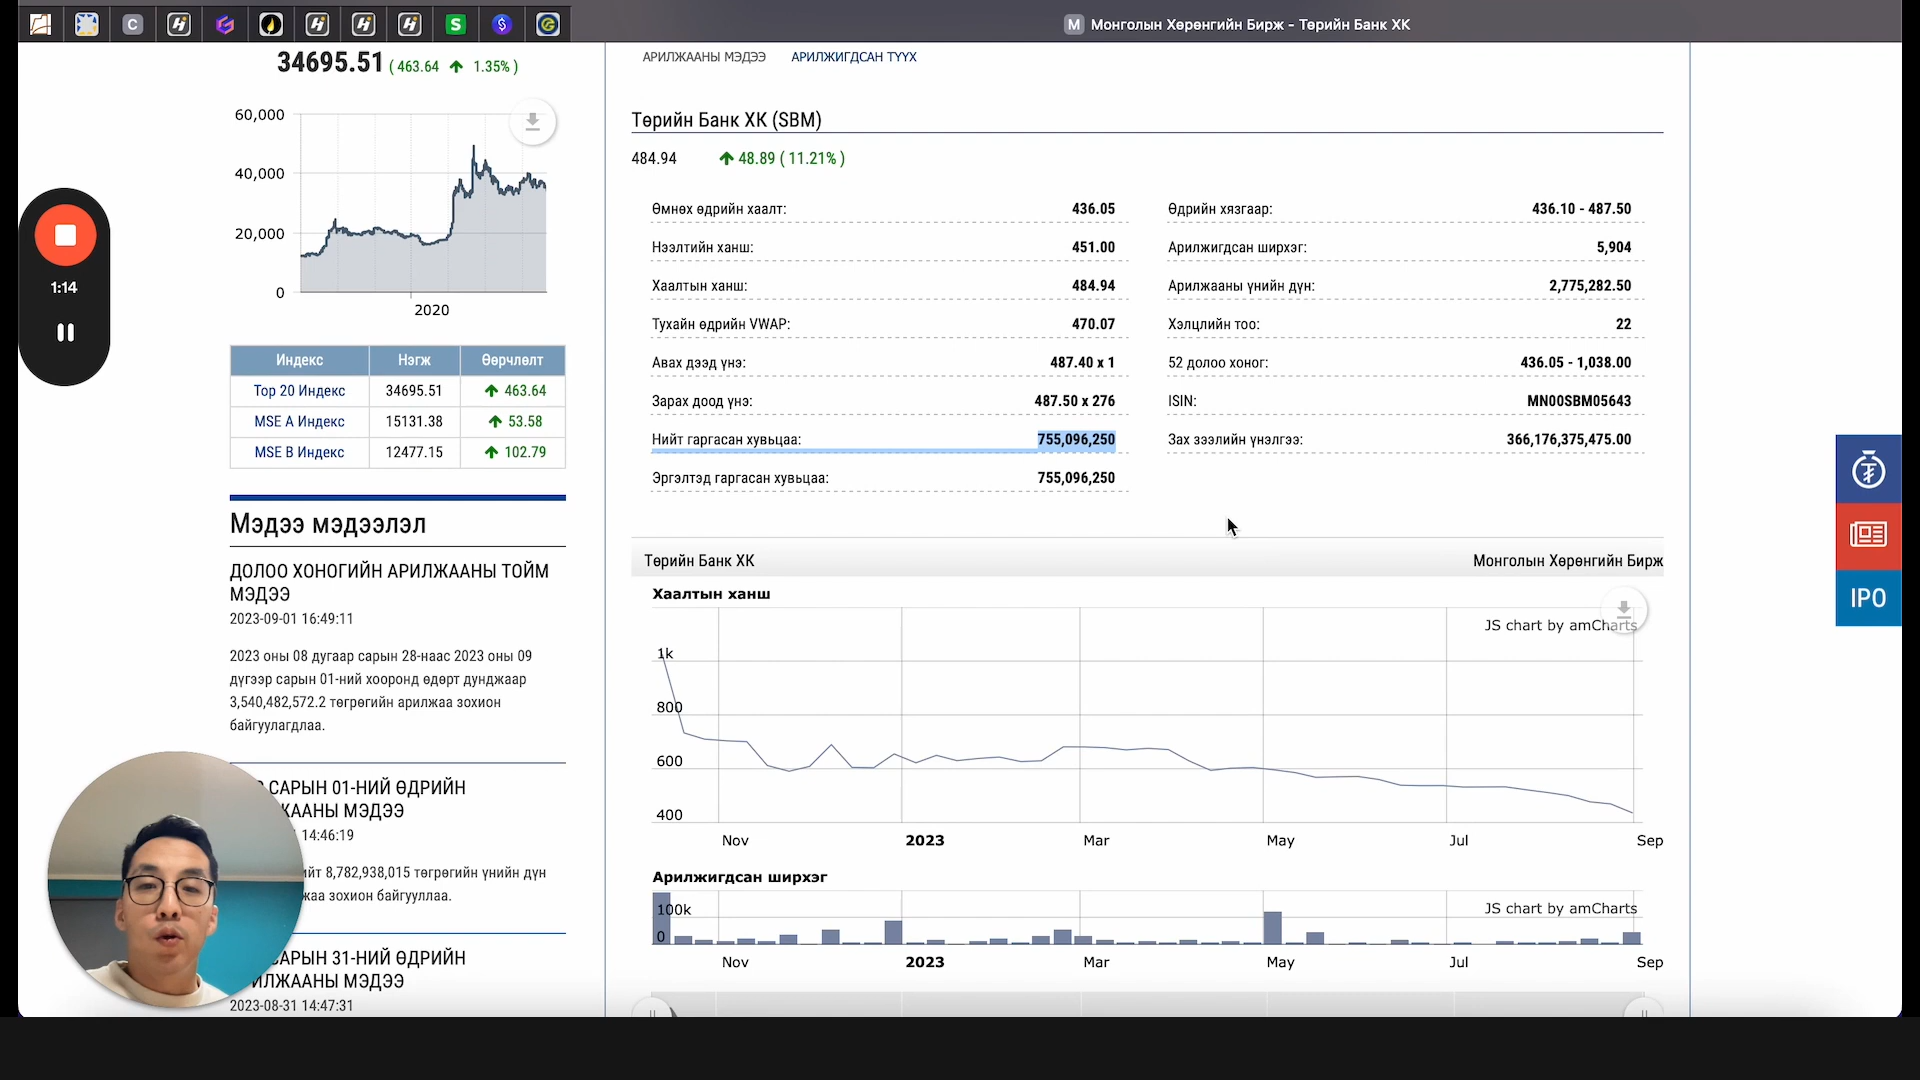 C
S
M Монголын Хөрөнгийн Бирж - Төрийн Банк ХК
34695.51 ( 463.64 1.35% )
60,000
40,000
20,000
0
2020
1:14
Индекс Нэгж Өөрчлөлт
Top 20 Индекс 34695.51 463.64
MSE A Индекс 15131.38 53.58
MSE B Индекс 12477.15 102.79
Мэдээ мэдээлэл
ДОЛОО ХОНОГИЙН АРИЛЖААНЫ ТОЙМ
МЭДЭЭ
2023-09-01 16:49:11
2023 оны 08 дугаар сарын 28-наас 2023 оны 09
дүгээр сарын 01-ний хооронд өдөрт дунджаар
3,540,482,572.2 төгрөгийн арилжаа зохион
байгуулагдлаа.
САРЫН 01-НИЙ ӨДРИЙН
МЭДЭЭ
14:46:19
8,782,938,015 төгрөгийн үнийн дүн
зохион байгууллаа.
САРЫН 31-НИЙ ӨДРИЙН
МЭДЭЭ
2023-08-31 14:47:31
АРИЛЖААНЫ МЭДЭЭ АРИЛЖИГДСАН ТҮҮХ
Төрийн Банк ХК (SBM)
484.94 48.89 ( 11.21% )
Өмнөх өдрийн хаалт: 436.05 Өдрийн хязгаар: 436.10 - 487.50
Нээлтийн ханш: 451.00 Арилжигдсан ширхэг: 5,904
Хаалтын ханш: 484.94 Арилжааны үнийн дүн: 2,775,282.50
Тухайн өдрийн VWAP: 470.07 Хэлцлийн тоо: 22
Авах дээд үнэ: 487.40 x 1 52 долоо хоног: 436.05 - 1,038.00
Зарах доод үнэ: 487.50 x 276 ISIN: MN00SBM05643
Нийт гаргасан хувьцаа: 755,096,250 Зах зээлийн үнэлгээ: 366,176,375,475.00
Эргэлтэд гаргасан хувьцаа: 755,096,250
Төрийн Банк ХК Монголын Хөрөнгийн Бирж
Хаалтын ханш
JS chart by amCharts
1k
800
600
400
Nov 2023 Mar May Jul Sep
Арилжигдсан ширхэг
JS chart by amCharts
100k
0
Nov 2023 Mar May Jul Sep
IPO